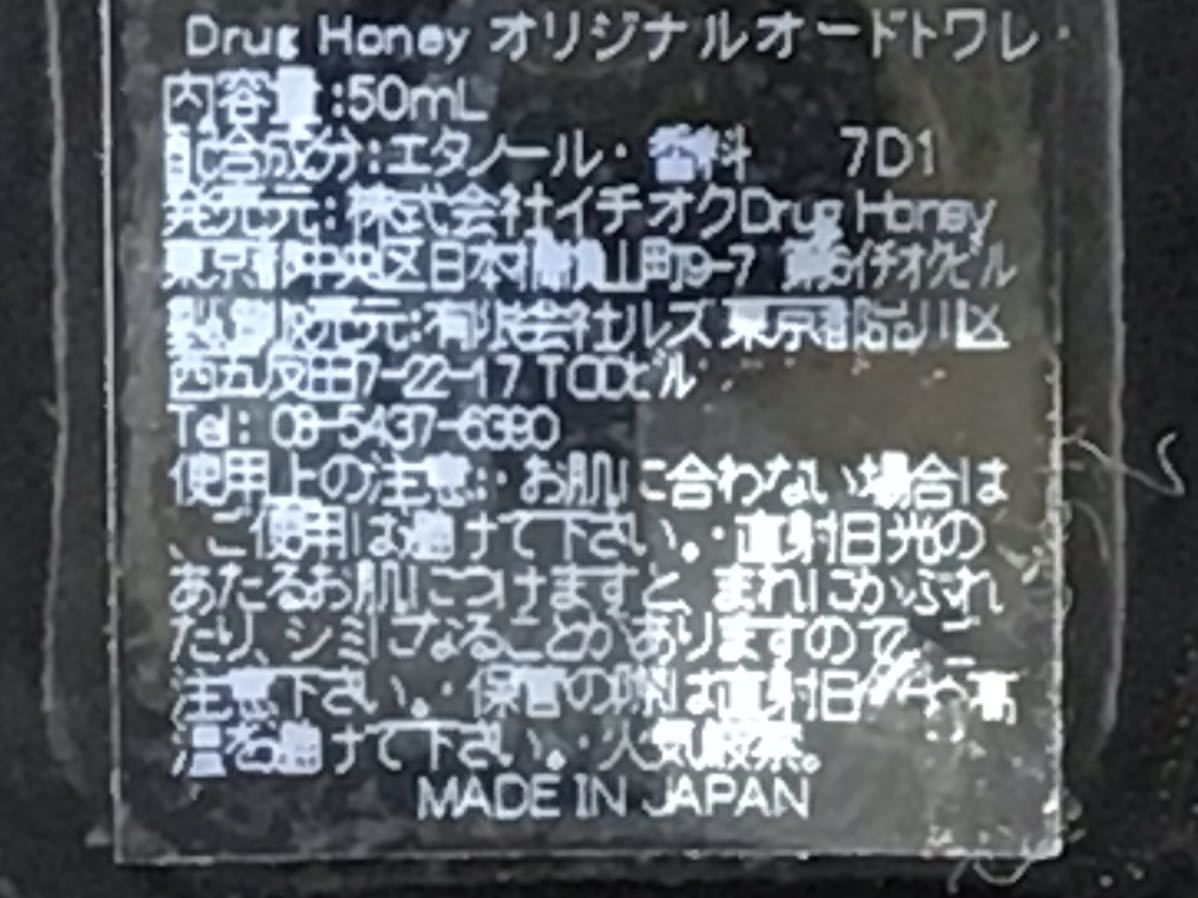 Drug Honey オリジナルオードトワレ・
内容量:50mL
配合成分:エタノール・香料 7D1
発売元:株式会社イチオクDrug Honey
東京都中央区日本橋横山町9-7 イチオクビル
製造販売元:有限会社ルズ 東京都品川区
西五反田7-22-17 TOCビル
Tel: 03-5437-6390
使用上の注意:・お肌に合わない場合は
、ご使用は避けて下さい。・直射日光の
あたるお肌につけますと、まれにかぶれ
たり、シミになることがありますので、ご
注意下さい。・保管の際は直射日光や高
温を避けて下さい。・火気厳禁。
MADE IN JAPAN